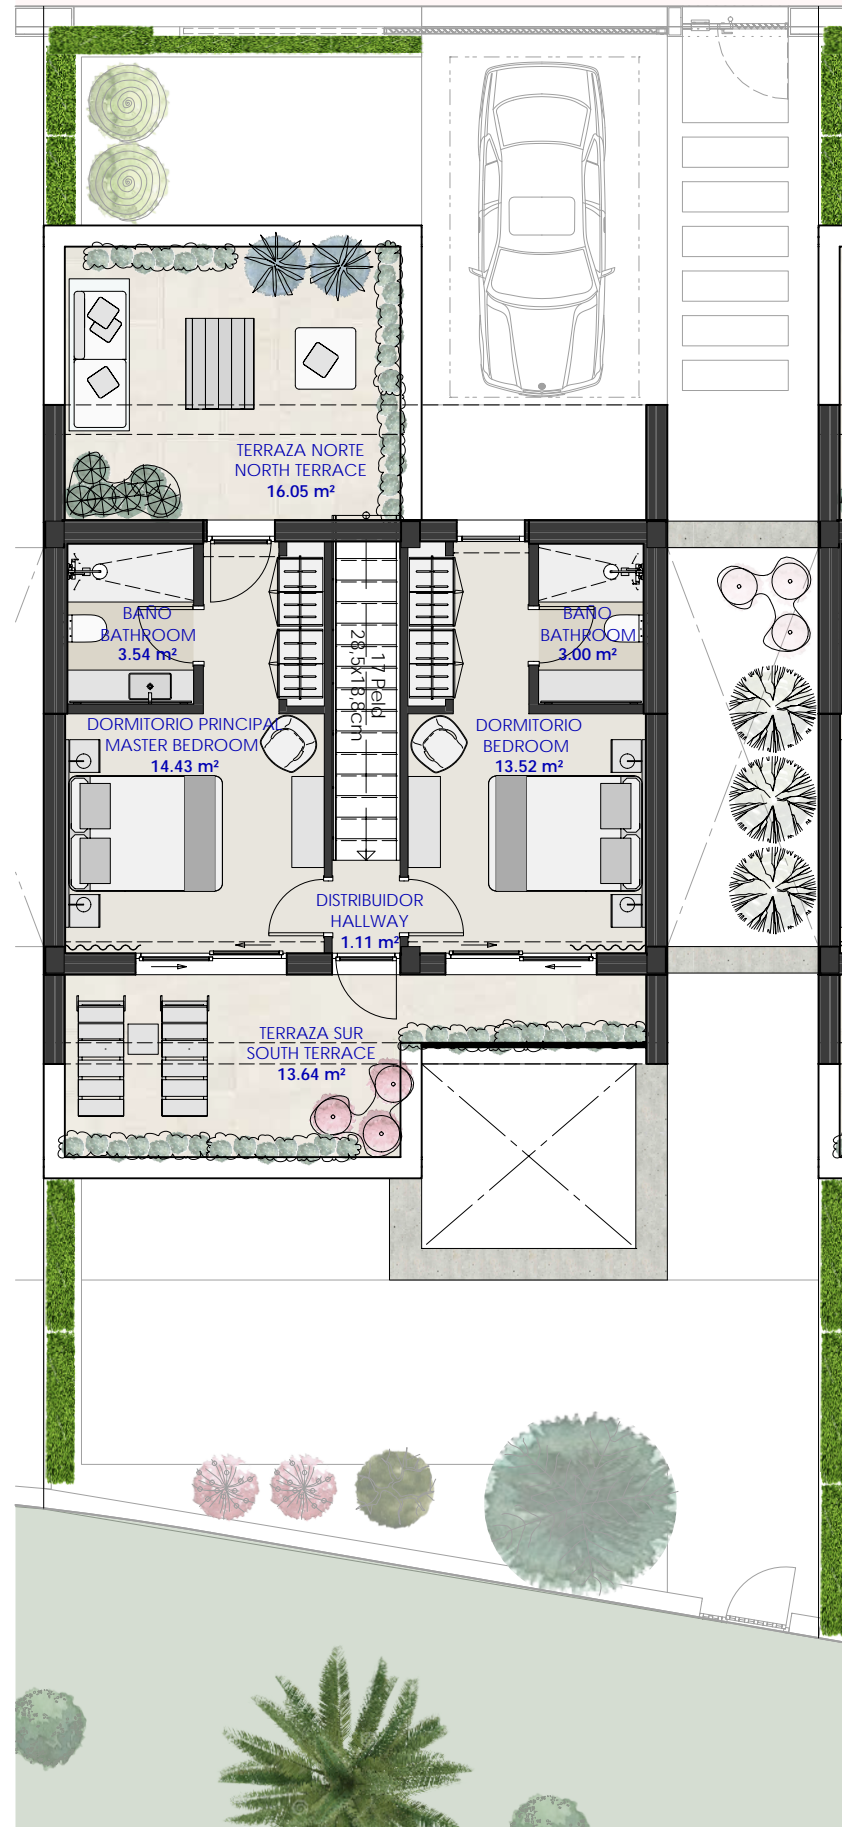 TERRAZA NORTE
NORTH TERRACE
16.05 m²
BAÑO
BATHROOM
3.54 m²
17 Peld
28,5x18,8cm
BAÑO
BATHROOM
3.00 m²
DORMITORIO PRINCIPAL
MASTER BEDROOM
14.43 m²
DORMITORIO
BEDROOM
13.52 m²
DISTRIBUIDOR
HALLWAY
1.11 m²
TERRAZA SUR
SOUTH TERRACE
13.64 m²